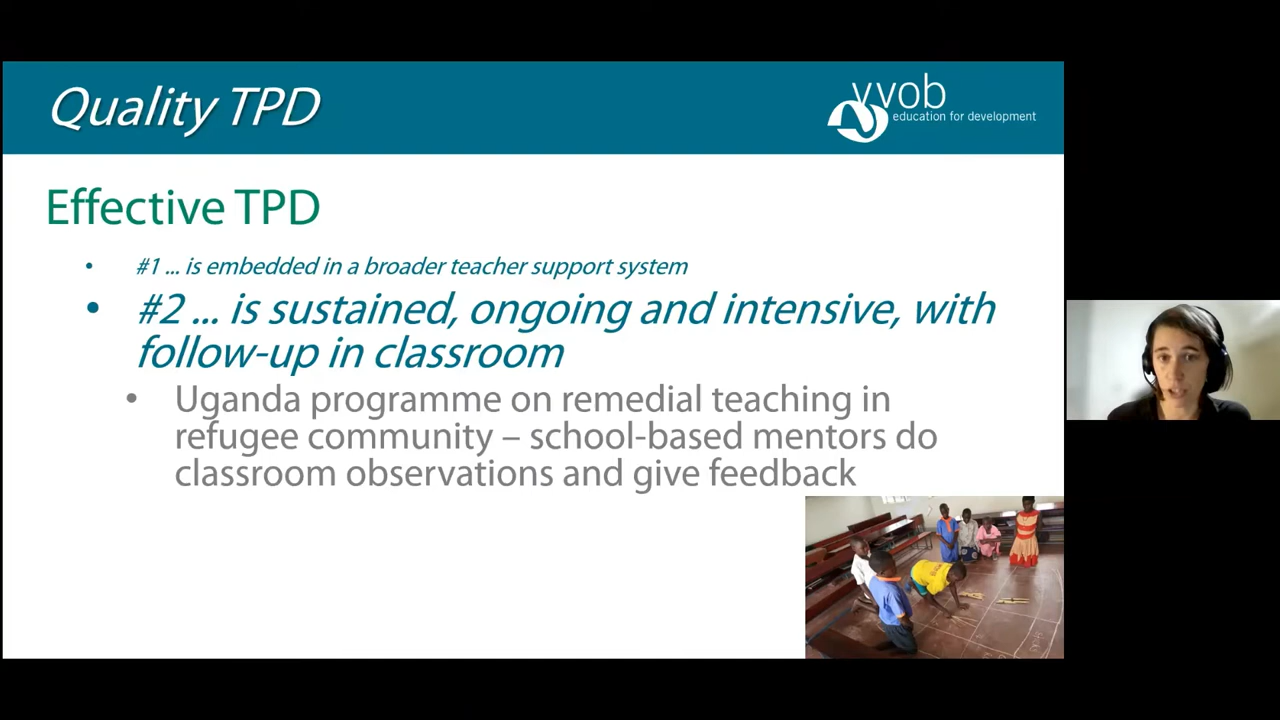 Quality TPD
vvob
education for development
Effective TPD
• #1 ... is embedded in a broader teacher support system
• #2 ... is sustained, ongoing and intensive, with
follow-up in classroom
• Uganda programme on remedial teaching in
refugee community – school-based mentors do
classroom observations and give feedback